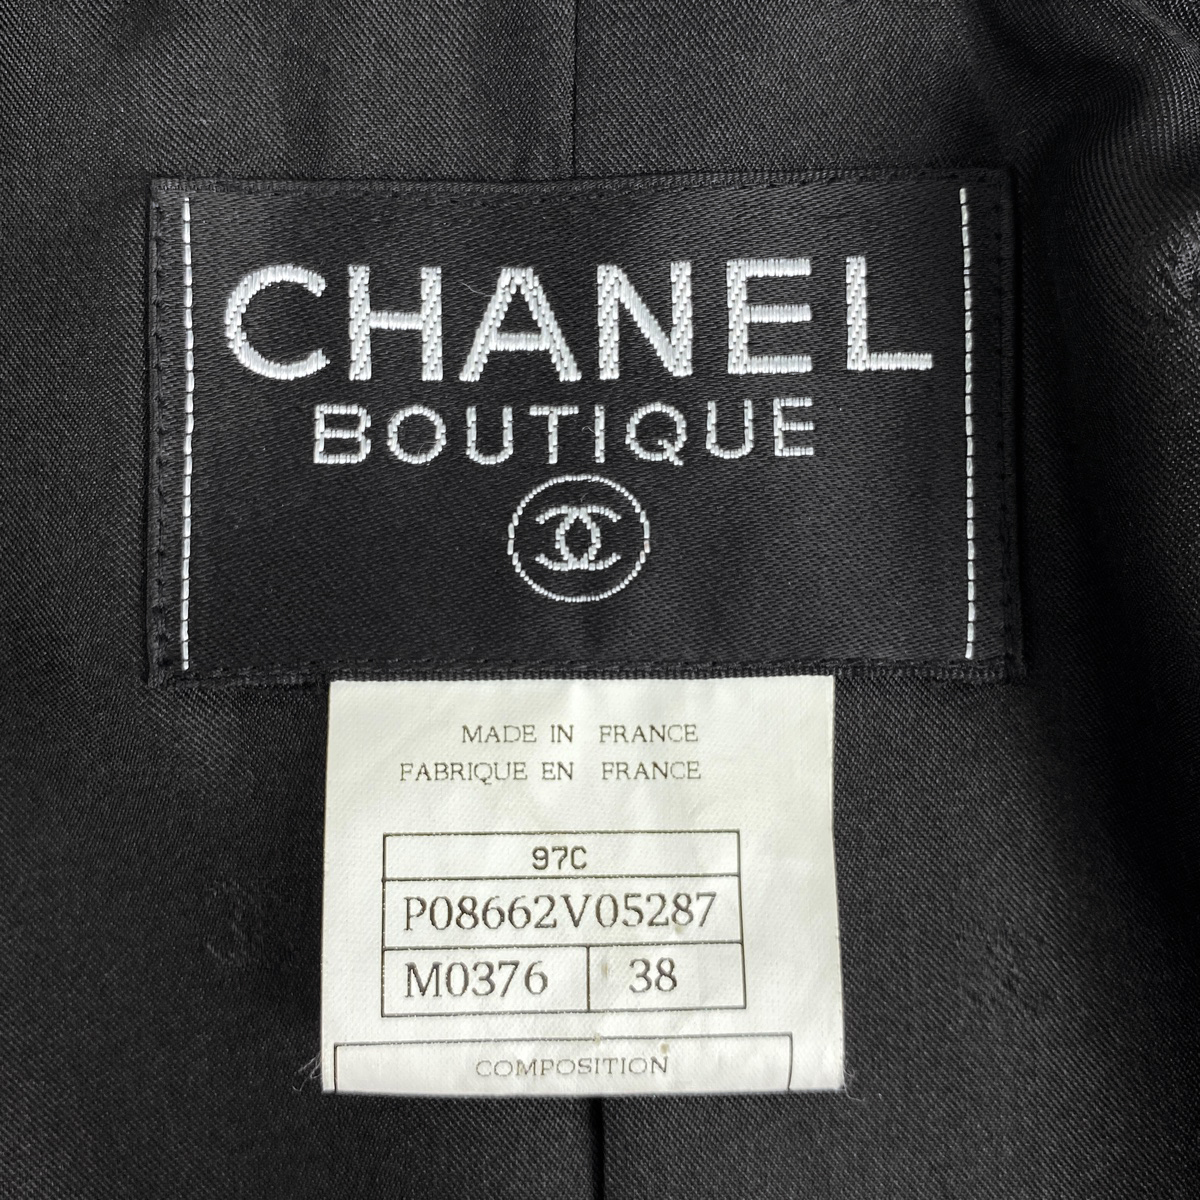 CHANEL
BOUTIQUE
MADE IN FRANCE
FABRIQUE EN FRANCE
97C
P08662V05287
M0376 38
COMPOSITION